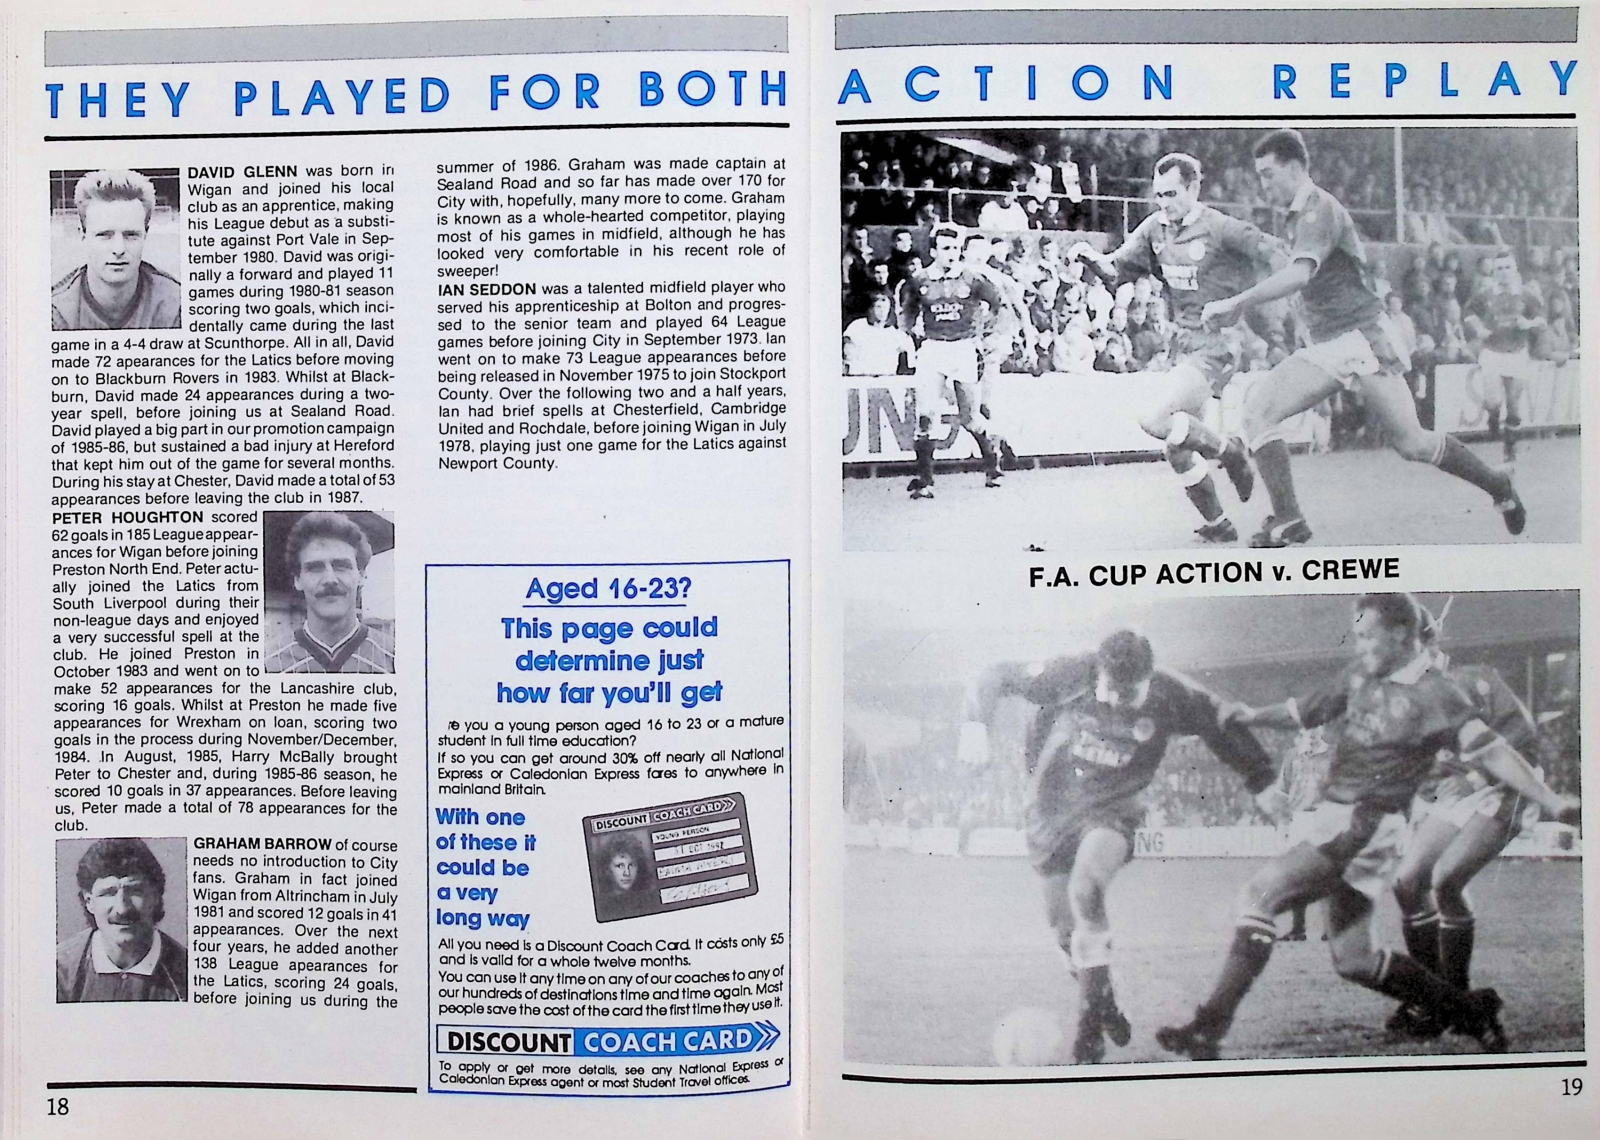 THEY PLAYED FOR BOTH
DAVID GLENN was born in
Wigan and joined his local
club as an apprentice, making
his League debut as a substi-
tute against Port Vale in Sep-
tember 1980. David was origi-
nally a forward and played 11
games during 1980-81 season
scoring two goals, which inci-
dentally came during the last
game in a 4-4 draw at Scunthorpe. All in all, David
made 72 apearances for the Latics before moving
on to Blackburn Rovers in 1983. Whilst at Black-
burn, David made 24 appearances during a two-
year spell, before joining us at Sealand Road.
David played a big part in our promotion campaign
of 1985-86, but sustained a bad injury at Hereford
that kept him out of the game for several months.
During his stay at Chester, David made a total of 53
appearances before leaving the club in 1987.
PETER HOUGHTON scored
62 goals in 185 League appear-
ances for Wigan before joining
Preston North End. Peter actu-
ally joined the Latics from
South Liverpool during their
non-league days and enjoyed
a very successful spell at the
club. He joined Preston in
October 1983 and went on to
make 52 appearances for the Lancashire club,
scoring 16 goals. Whilst at Preston he made five
appearances for Wrexham on loan, scoring two
goals in the process during November/December,
1984. In August, 1985, Harry McBally brought
Peter to Chester and, during 1985-86 season, he
scored 10 goals in 37 appearances. Before leaving
us, Peter made a total of 78 appearances for the
club.
GRAHAM BARROW of course
needs no introduction to City
fans. Graham in fact joined
Wigan from Altrincham in July
1981 and scored 12 goals in 41
appearances. Over the next
four years, he added another
138 League apearances for
the Latics, scoring 24 goals,
before joining us during the
summer of 1986. Graham was made captain at
Sealand Road and so far has made over 170 for
City with, hopefully, many more to come. Graham
is known as a whole-hearted competitor, playing
most of his games in midfield, although he has
looked very comfortable in his recent role of
sweeper!
IAN SEDDON was a talented midfield player who
served his apprenticeship at Bolton and progres-
sed to the senior team and played 64 League
games before joining City in September 1973. Ian
went on to make 73 League appearances before
being released in November 1975 to join Stockport
County. Over the following two and a half years,
Ian had brief spells at Chesterfield, Cambridge
United and Rochdale, before joining Wigan in July
1978, playing just one game for the Latics against
Newport County.
Aged 16-23?
This page could
determine just
how far you'll get
re you a young person aged 16 to 23 or a mature
student in full time education?
If so you can get around 30% off nearly all National
Express or Caledonian Express fares to anywhere in
mainland Britain.
With one
of these it
could be
a very
long way
DISCOUNT COACH CARD
YOUNG PERSON
All you need is a Discount Coach Card. It costs only £5
and is valid for a whole twelve months.
You can use it any time on any of our coaches to any of
our hundreds of destinations time and time again. Most
people save the cost of the card the first time they use it.
DISCOUNT COACH CARD
To apply or get more details, see any National Express or
Caledonian Express agent or most Student Travel offices.
18
ACTION REPLAY
F.A. CUP ACTION v. CREWE
19